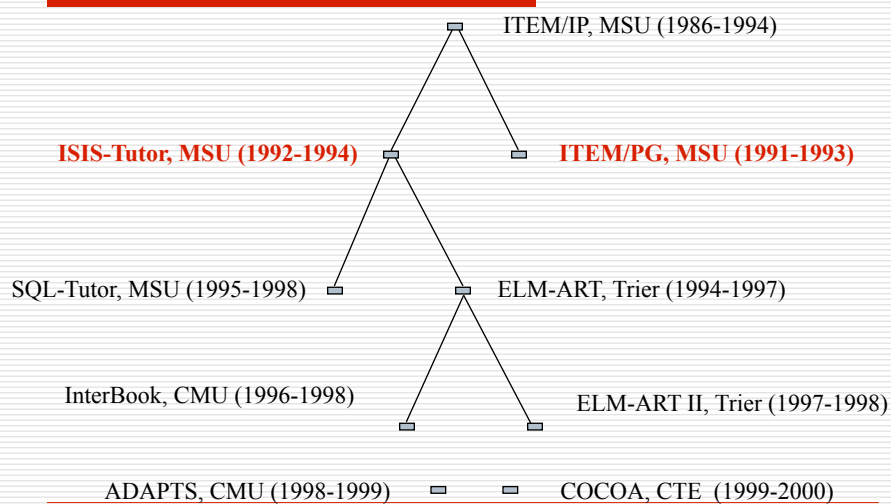 ITEM/IP, MSU (1986-1994)
ISIS-Tutor, MSU (1992-1994)
ITEM/PG, MSU (1991-1993)
SQL-Tutor, MSU (1995-1998)
ELM-ART, Trier (1994-1997)
InterBook, CMU (1996-1998)
ELM-ART II, Trier (1997-1998)
ADAPTS, CMU (1998-1999)
COCOA, CTE (1999-2000)